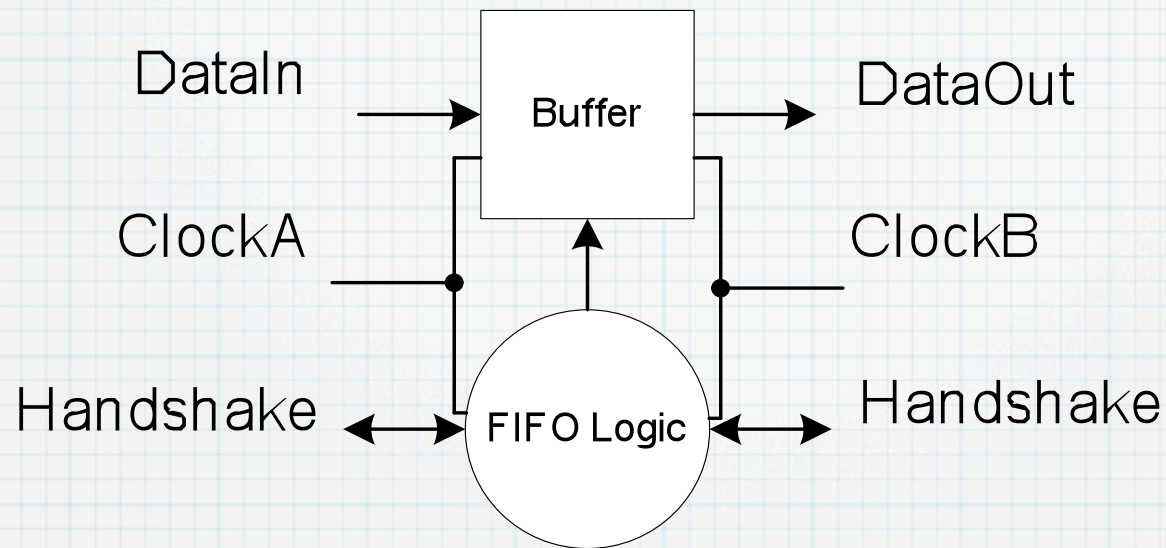 DataIn
Buffer
DataOut
ClockA
ClockB
Handshake
FIFO Logic
Handshake